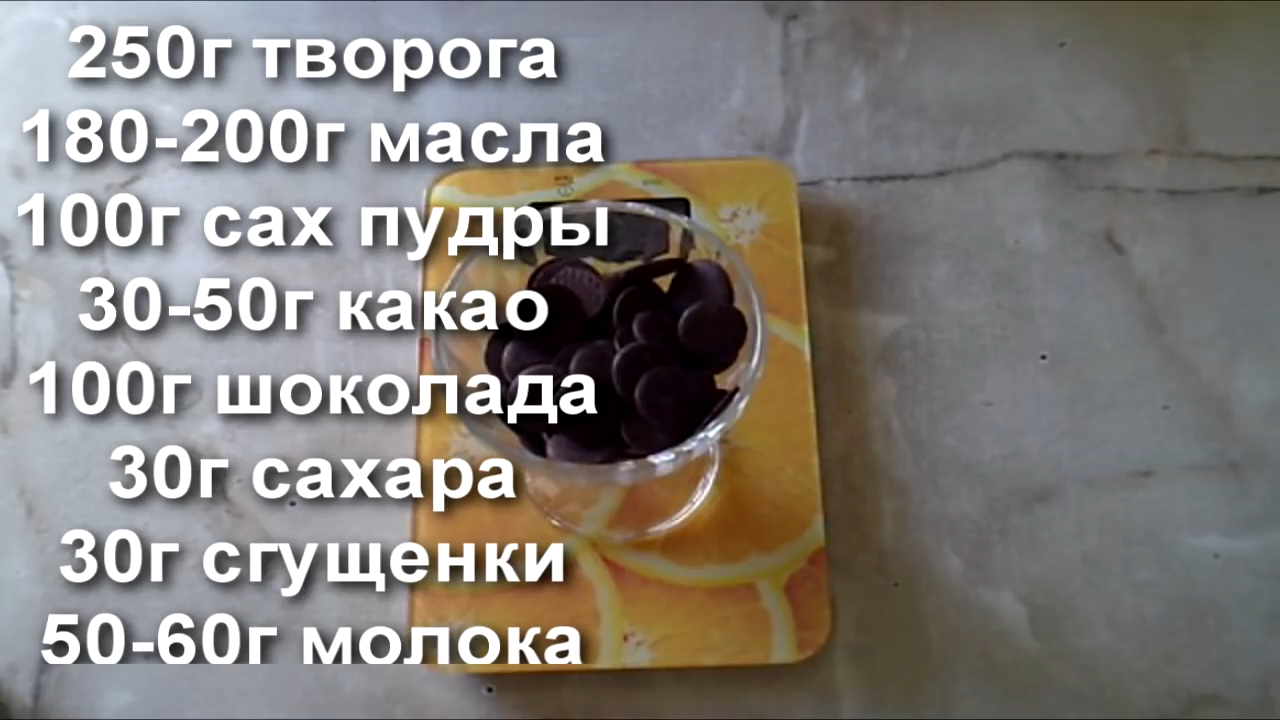 250г творога
180-200г масла
100г сах пудры
30-50г какао
100г шоколада
30г сахара
30г сгущенки
50-60г молока